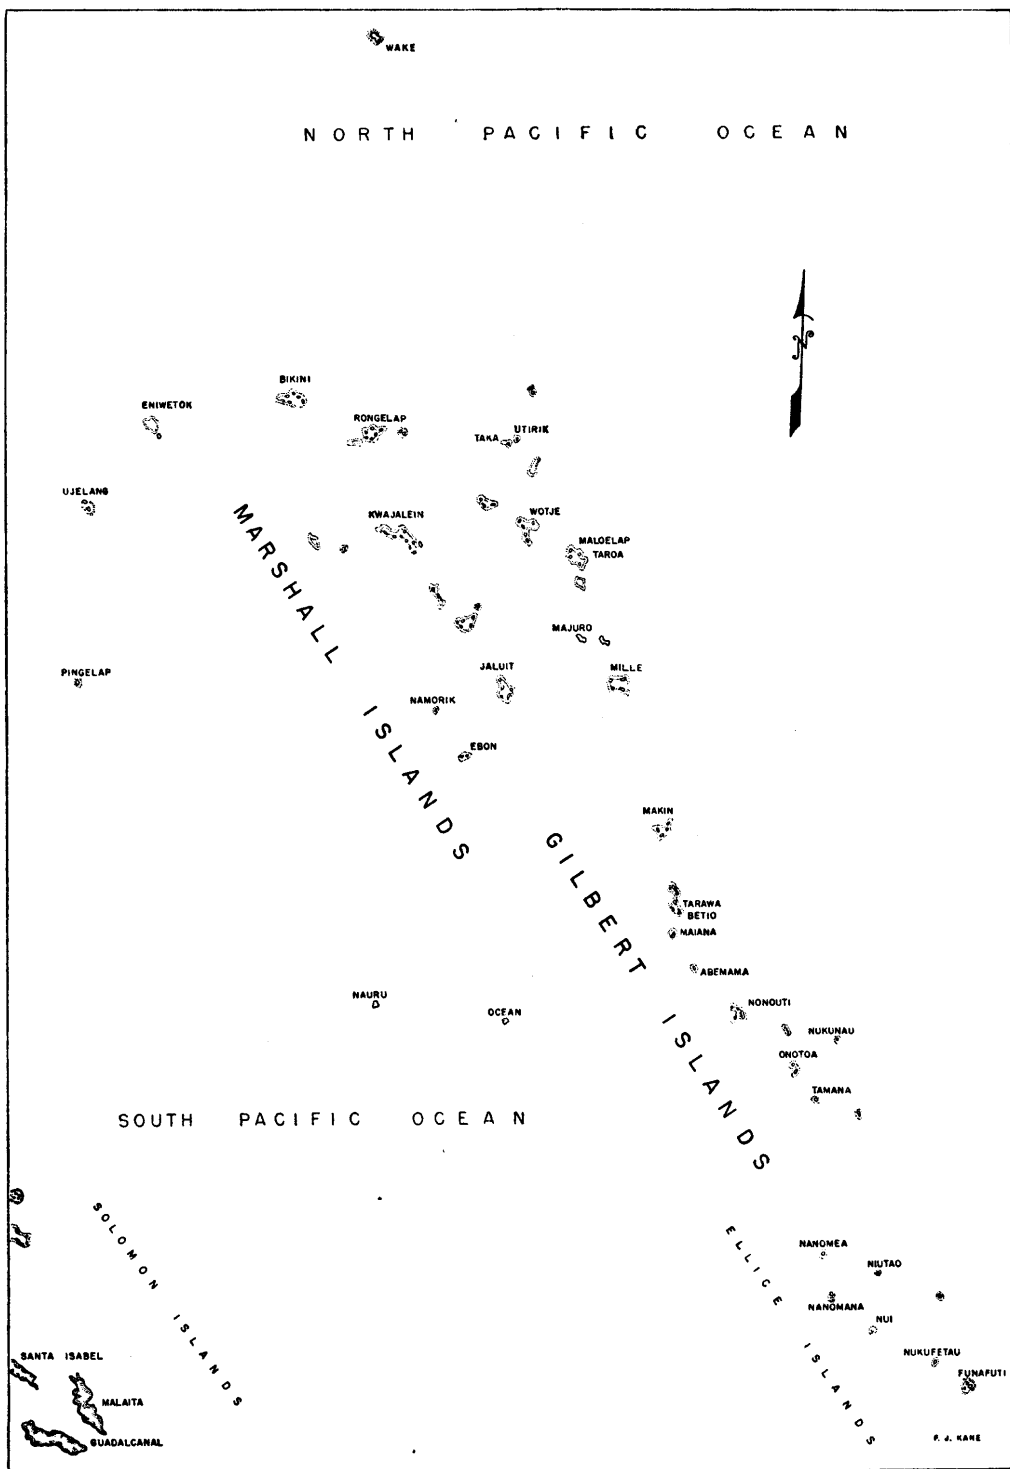 WAKE
NORTH PACIFIC OCEAN
N
BIKINI
ENIWETOK
RONGELAP
TAKA
UTIRIK
UJELANG
KWAJALEIN
WOTJE
MALOELAP
TAROA
MARSHALL ISLANDS
MAJURO
PINGELAP
JALUIT
MILLE
NAMORIK
EBON
MAKIN
GILBERT ISLANDS
TARAWA
BETIO
MAIANA
ABEMAMA
NAURU
OCEAN
NONOUTI
NUKUNAU
ONOTOA
TAMANA
SOUTH PACIFIC OCEAN
SOLOMON ISLANDS
ELLICE ISLANDS
NANOMEA
NIUTAO
NANOMANA
NUI
NUKUFETAU
FUNAFUTI
SANTA ISABEL
MALAITA
GUADALCANAL
F. J. KANE